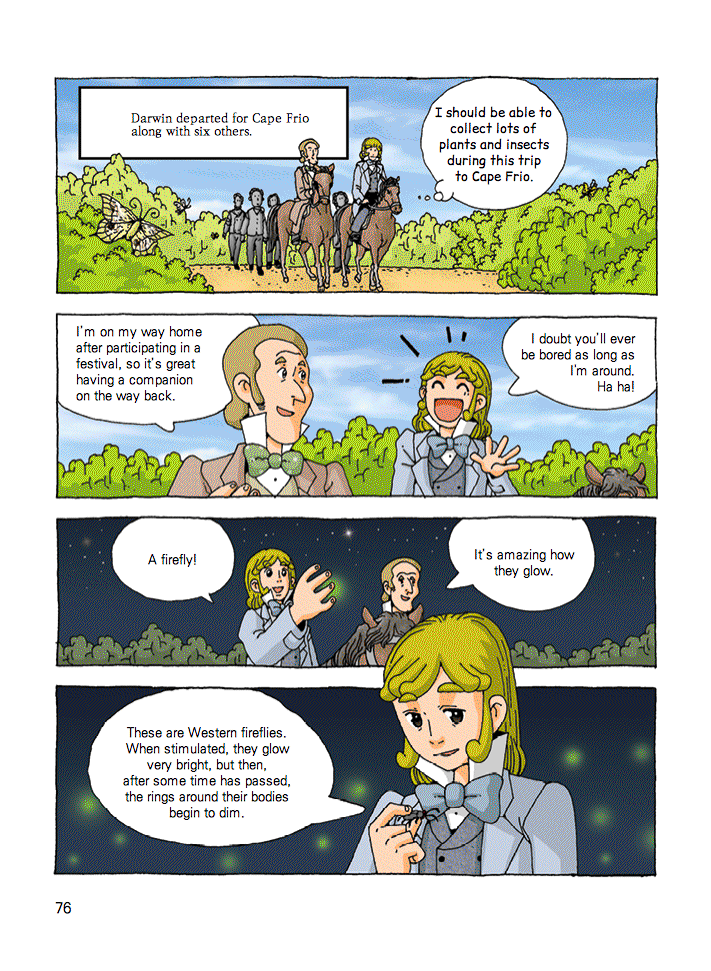 Darwin departed for Cape Frio
along with six others.
I should be able to
collect lots of
plants and insects
during this trip
to Cape Frio.
I'm on my way home
after participating in a
festival, so it's great
having a companion
on the way back.
I doubt you'll ever
be bored as long as
I'm around.
Ha ha!
A firefly!
It's amazing how
they glow.
These are Western fireflies.
When stimulated, they glow
very bright, but then,
after some time has passed,
the rings around their bodies
begin to dim.
76